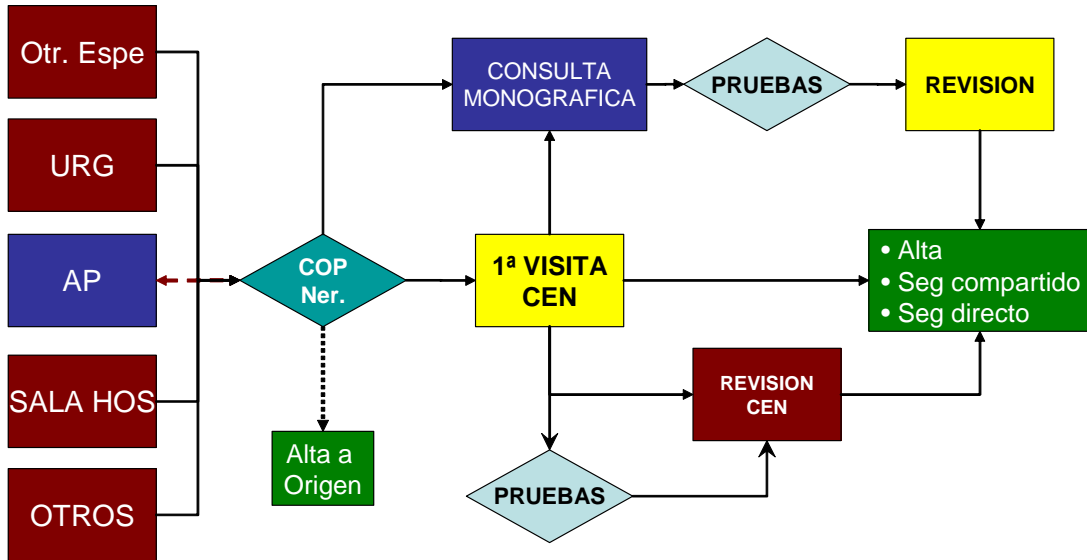 Otr. Espe
URG
AP
SALA HOS
OTROS
COP
Ner.
Alta a
Origen
CONSULTA
MONOGRAFICA
PRUEBAS
REVISION
1ª VISITA
CEN
• Alta
• Seg compartido
• Seg directo
REVISION
CEN
PRUEBAS